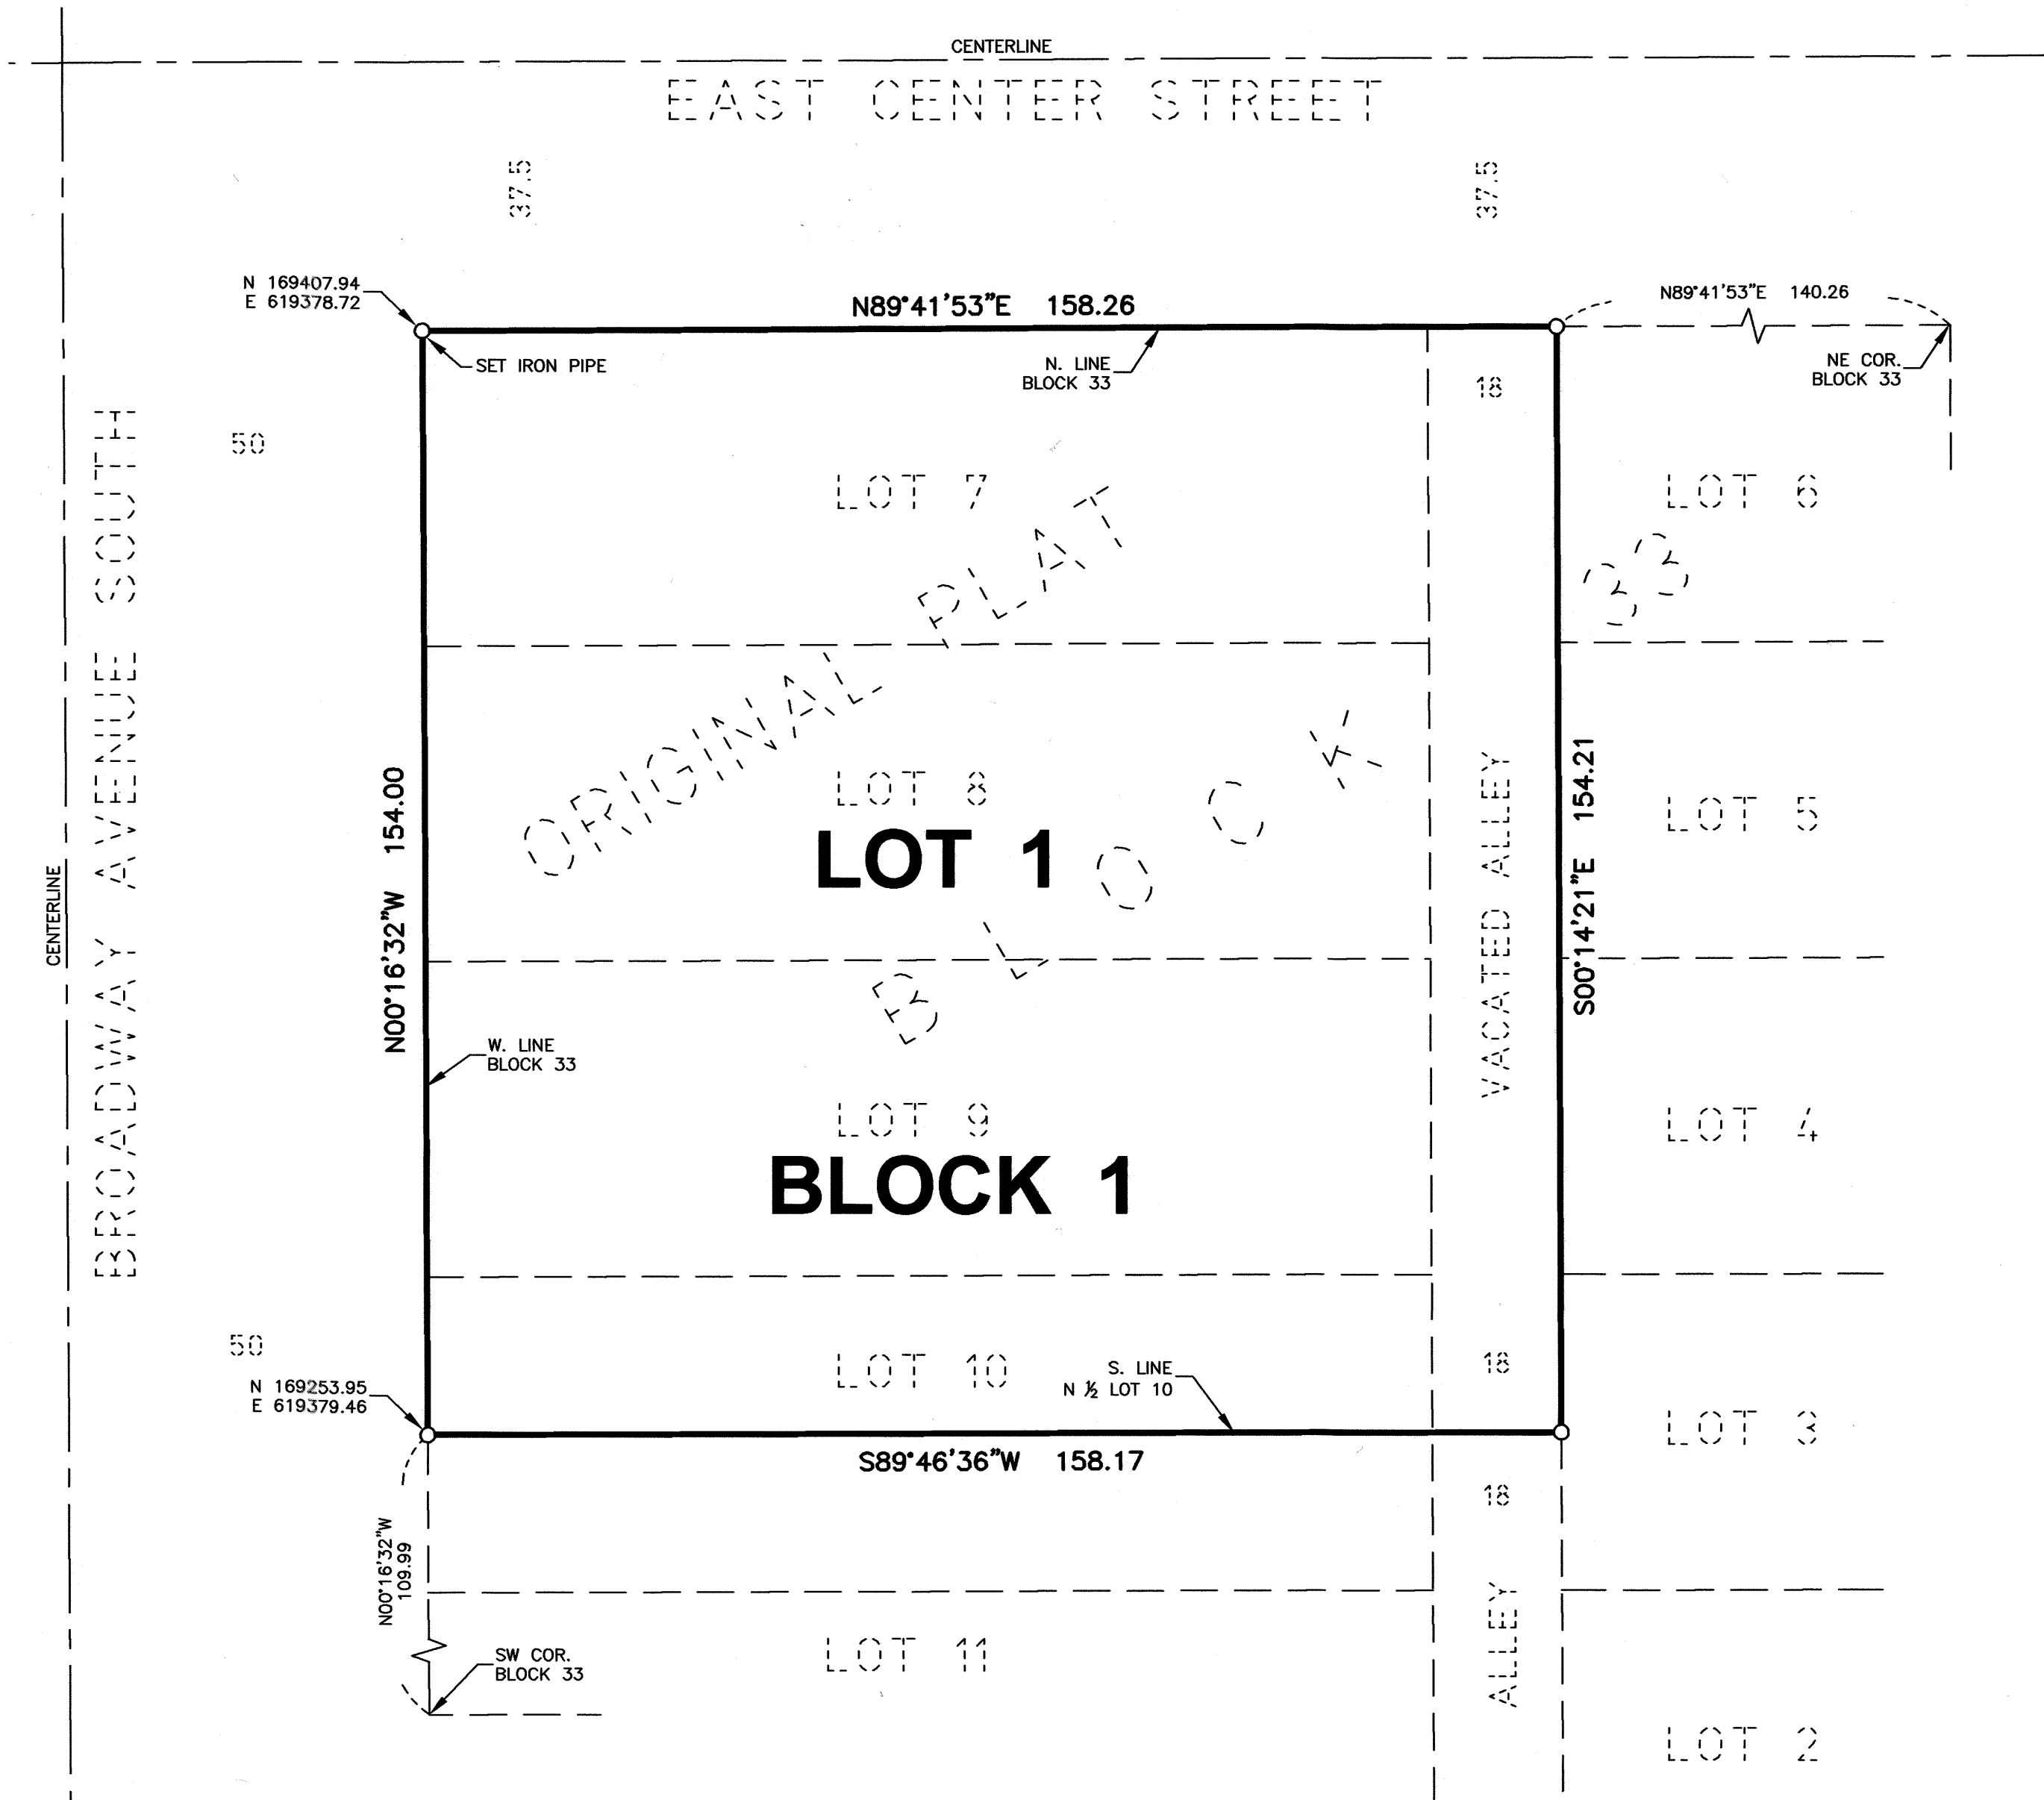 CENTERLINE
EAST CENTER STREET
37.5
37.5
N 169407.94
E 619378.72
N89°41'53"E 158.26
N89°41'53"E 140.26
SET IRON PIPE
N. LINE
BLOCK 33
NE COR.
BLOCK 33
18
50
LOT 7
LOT 6
ORIGINAL PLAT
BLOCK 33
BROADWAY AVENUE SOUTH
CENTERLINE
N00°16'32"W 154.00
LOT 8
LOT 1
VACATED ALLEY
S00°14'21"E 154.21
LOT 5
W. LINE
BLOCK 33
LOT 9
BLOCK 1
LOT 4
50
N 169253.95
E 619379.46
LOT 10
S. LINE
N ½ LOT 10
18
LOT 3
S89°46'36"W 158.17
18
N00°16'32"W
109.99
ALLEY
SW COR.
BLOCK 33
LOT 11
LOT 2